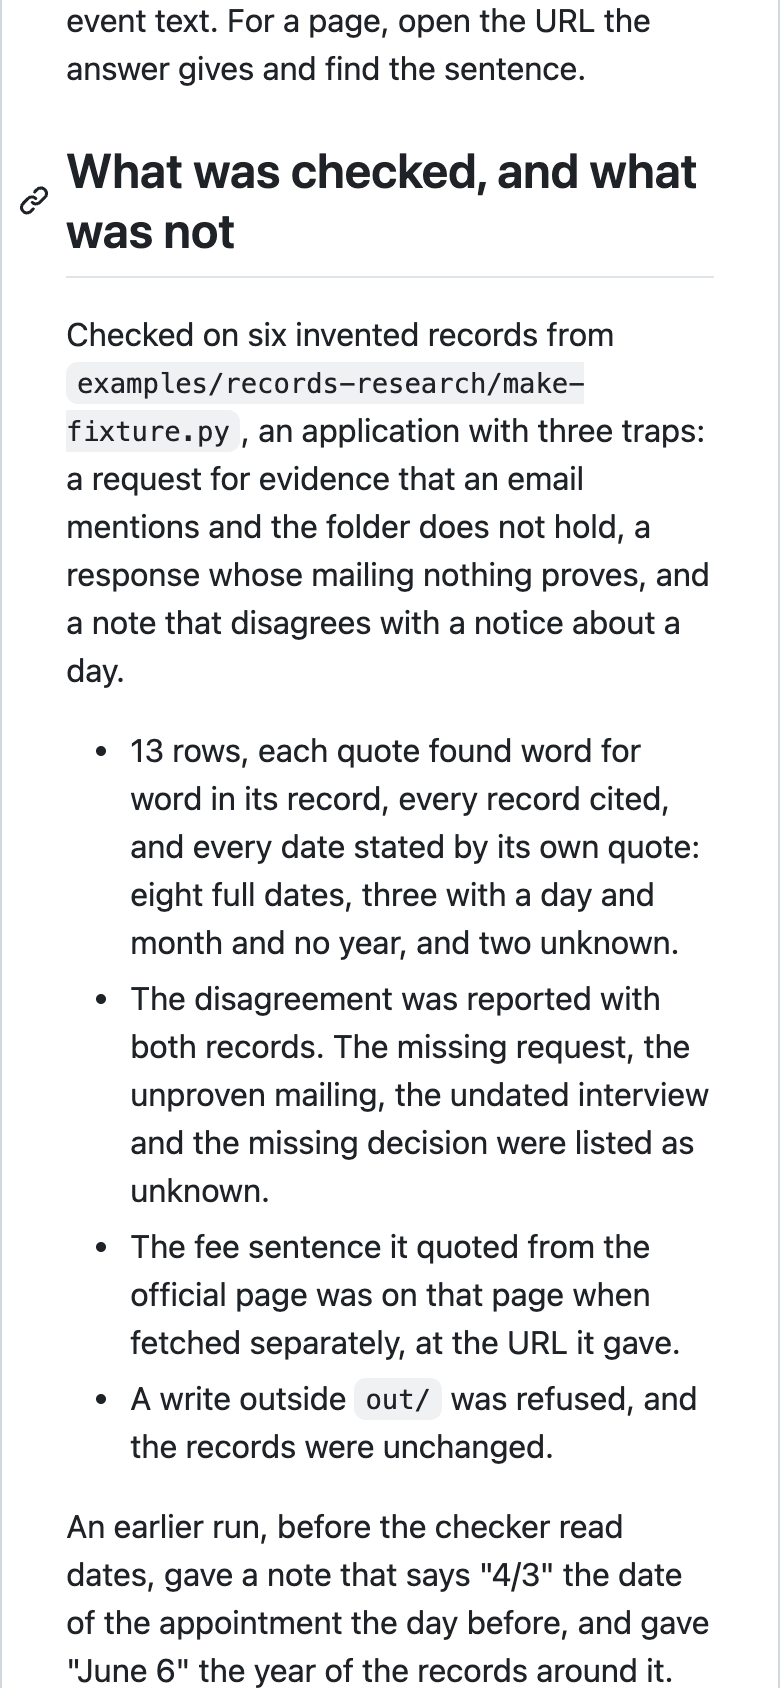 event text. For a page, open the URL the
answer gives and find the sentence.
What was checked, and what
was not
Checked on six invented records from
examples/records-research/make-
fixture.py, an application with three traps:
a request for evidence that an email
mentions and the folder does not hold, a
response whose mailing nothing proves, and
a note that disagrees with a notice about a
day.
• 13 rows, each quote found word for
word in its record, every record cited,
and every date stated by its own quote:
eight full dates, three with a day and
month and no year, and two unknown.
• The disagreement was reported with
both records. The missing request, the
unproven mailing, the undated interview
and the missing decision were listed as
unknown.
• The fee sentence it quoted from the
official page was on that page when
fetched separately, at the URL it gave.
• A write outside out/ was refused, and
the records were unchanged.
An earlier run, before the checker read
dates, gave a note that says "4/3" the date
of the appointment the day before, and gave
"June 6" the year of the records around it.